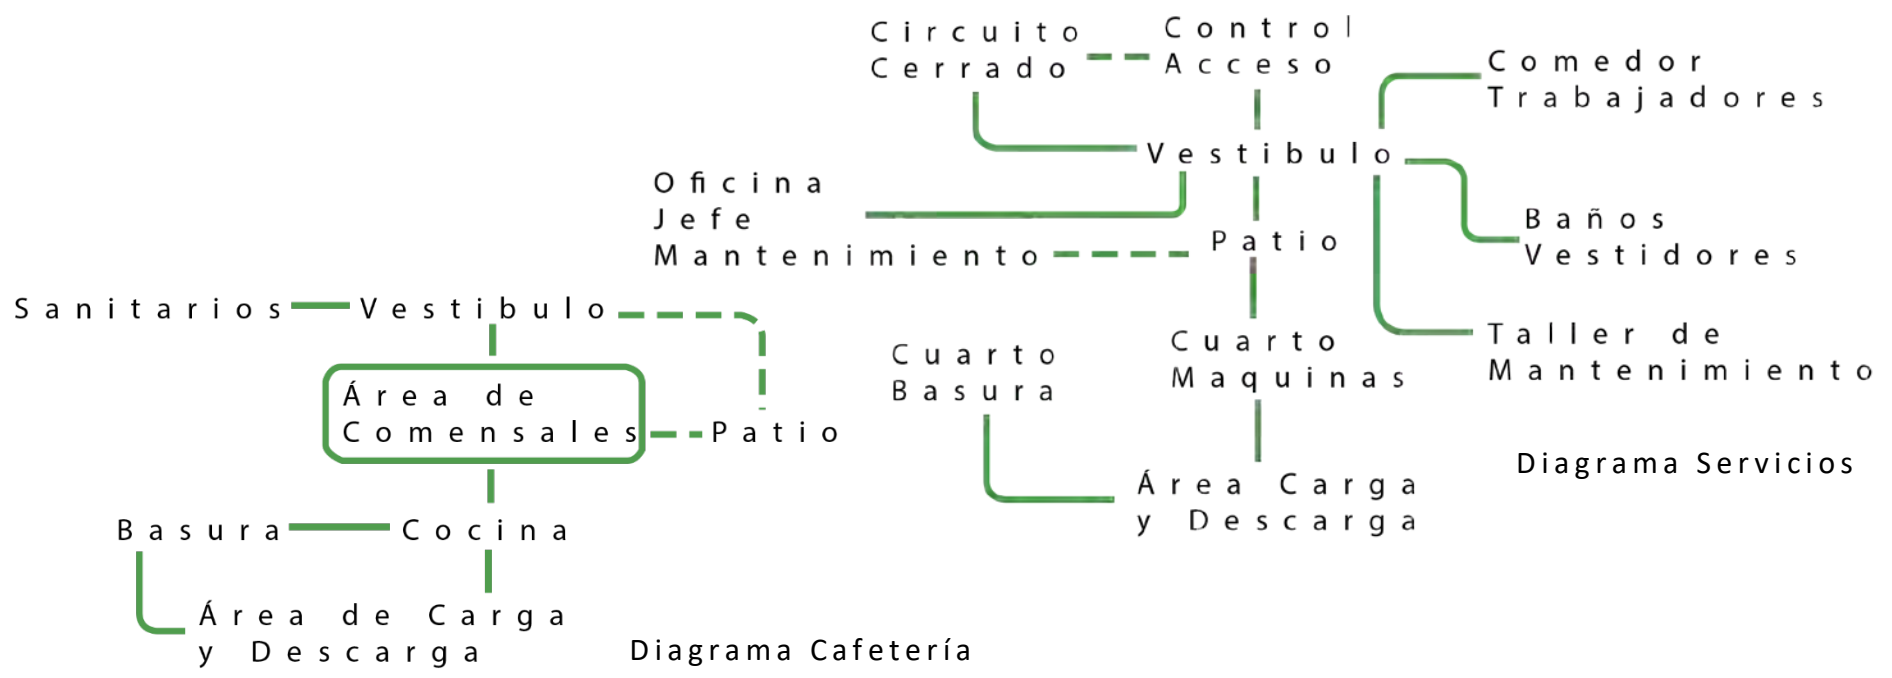 Circuito
Cerrado
Control
Acceso
Comedor
Trabajadores
Vestibulo
Oficina
Jefe
Mantenimiento
Patio
Baños
Vestidores
Cuarto
Basura
Cuarto
Maquinas
Taller de
Mantenimiento
Área Carga
y Descarga
Diagrama Servicios
Sanitarios
Vestibulo
Área de
Comensales
Patio
Basura
Cocina
Área de Carga
y Descarga
Diagrama Cafetería